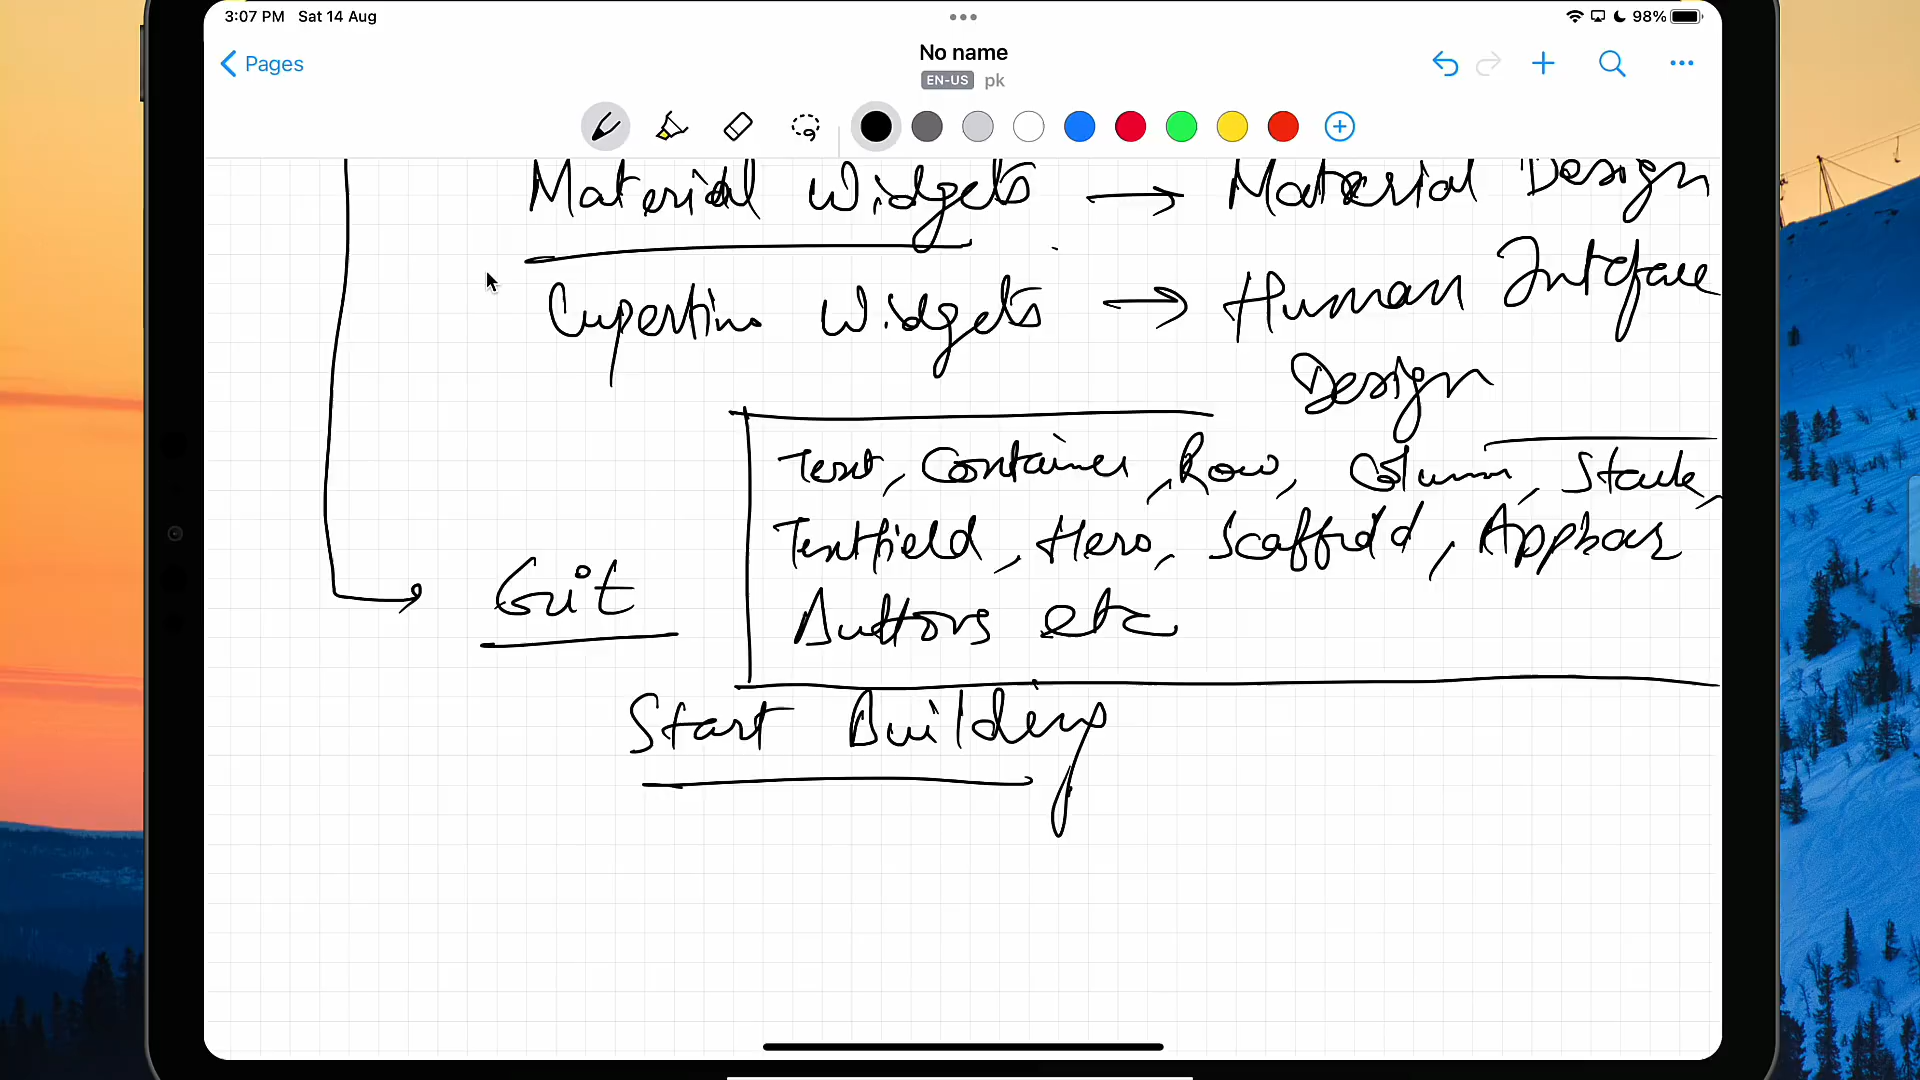 3:07 PM Sat 14 Aug
98%
Pages
No name
EN-US pk
Material Widgets → Material Design
Cupertino Widgets → Human Interface
Design
Text, Container, Row, Column, Stack,
Textfield, Hero, Scaffold, Appbar
Buttons etc
Git
Start Building